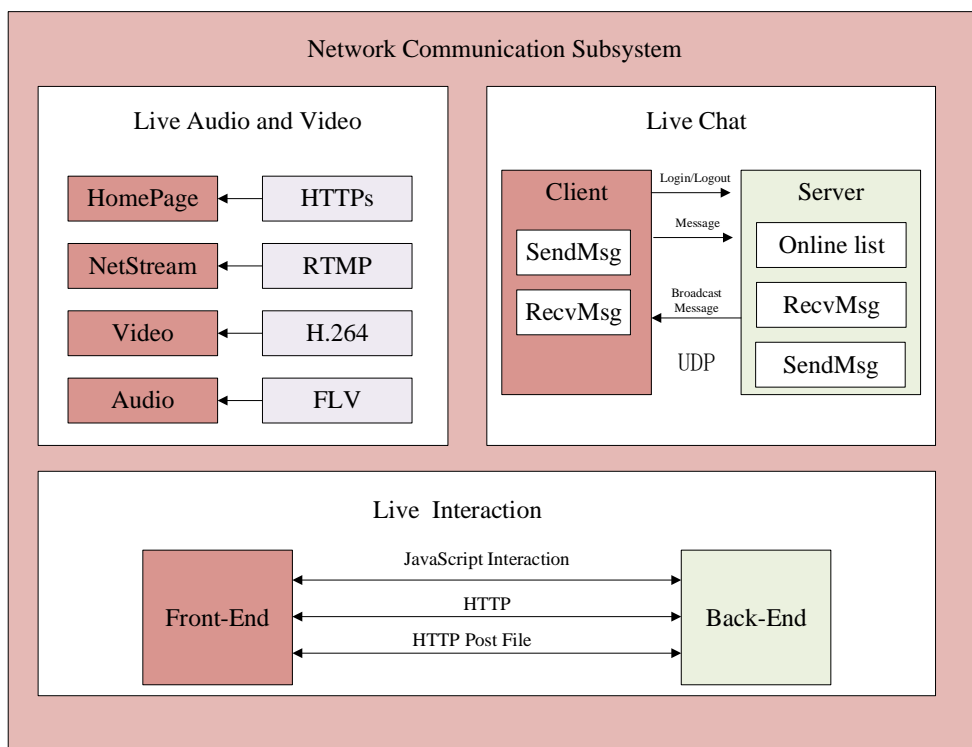 Network Communication Subsystem
Live Audio and Video
HomePage
HTTPs
NetStream
RTMP
Video
H.264
Audio
FLV
Live Chat
Client
SendMsg
RecvMsg
Login/Logout
Message
Broadcast
Message
UDP
Server
Online list
RecvMsg
SendMsg
Live Interaction
Front-End
JavaScript Interaction
HTTP
HTTP Post File
Back-End